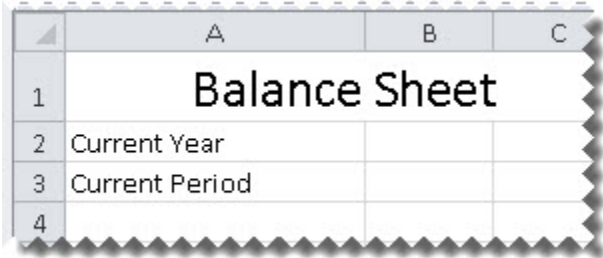 A B C
1 Balance Sheet
2 Current Year
3 Current Period
4